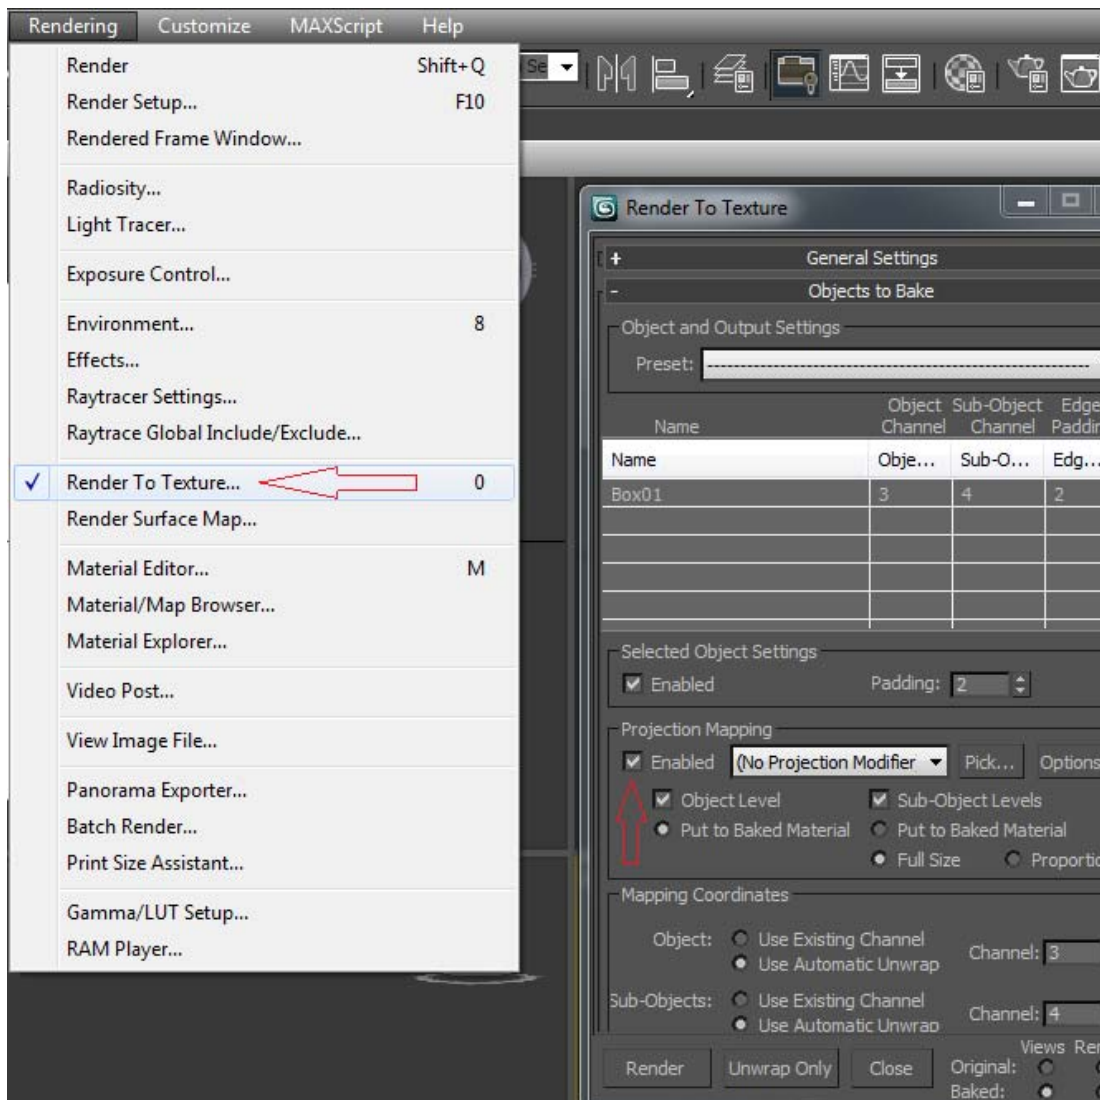 Rendering Customize MAXScript Help
Render Shift+Q
Render Setup... F10
Rendered Frame Window...
Radiosity...
Light Tracer...
Exposure Control...
Environment... 8
Effects...
Raytracer Settings...
Raytrace Global Include/Exclude...
Render To Texture... 0
Render Surface Map...
Material Editor... M
Material/Map Browser...
Material Explorer...
Video Post...
View Image File...
Panorama Exporter...
Batch Render...
Print Size Assistant...
Gamma/LUT Setup...
RAM Player...
Se
Render To Texture
+ General Settings
- Objects to Bake
Object and Output Settings
Preset: 
Object Sub-Object Edge
Name Channel Channel Paddin
Name Obje... Sub-O... Edg...
Box01 3 4 2
Selected Object Settings
Enabled Padding: 2
Projection Mapping
Enabled (No Projection Modifier Pick... Options
Object Level Sub-Object Levels
Put to Baked Material Put to Baked Material
Full Size Proportio
Mapping Coordinates
Object: Use Existing Channel
Use Automatic Unwrap Channel: 3
Sub-Objects: Use Existing Channel
Use Automatic Unwrap Channel: 4
Views Ren
Render Unwrap Only Close Original:
Baked: